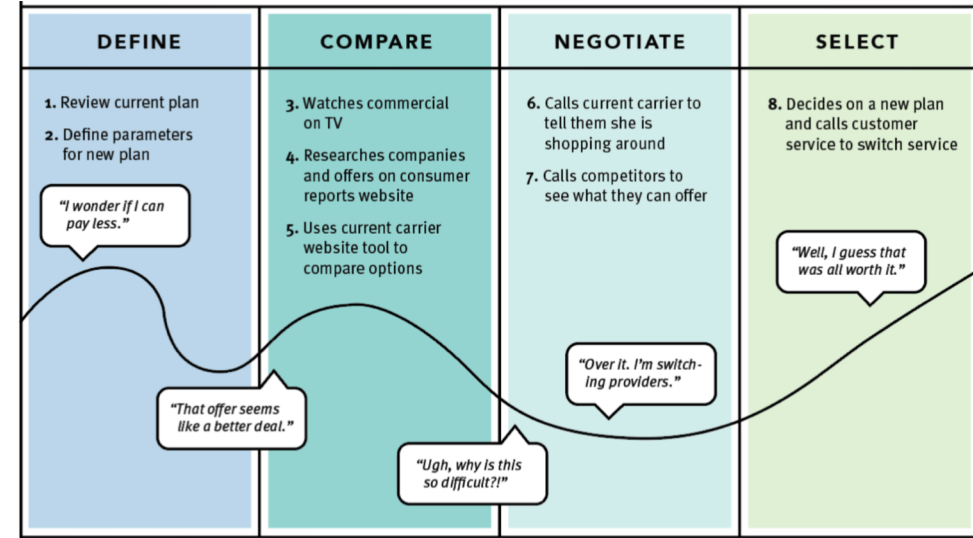 DEFINE
1. Review current plan
2. Define parameters
for new plan
"I wonder if I can
pay less."
"That offer seems
like a better deal."
COMPARE
3. Watches commercial
on TV
4. Researches companies
and offers on consumer
reports website
5. Uses current carrier
website tool to
compare options
"Ugh, why is this
so difficult?!"
NEGOTIATE
6. Calls current carrier to
tell them she is
shopping around
7. Calls competitors to
see what they can offer
"Over it. I'm switch-
ing providers."
SELECT
8. Decides on a new plan
and calls customer
service to switch service
"Well, I guess that
was all worth it."